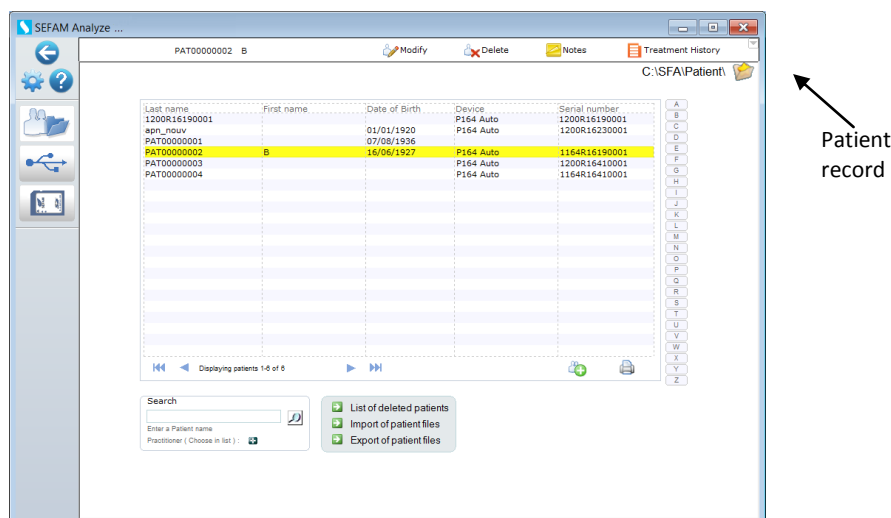 SEFAM Analyze ...
PAT00000002 B Modify Delete Notes Treatment History
C:\SFA\Patient\
Patient
record
Last name First name Date of Birth Device Serial number
1200R16190001 P164 Auto 1200R16190001
apn_nouv 01/01/1920 P164 Auto 1200R16230001
PAT00000001 07/08/1936
PAT00000002 B 16/06/1927 P164 Auto 1164R16190001
PAT00000003 P164 Auto 1200R16410001
PAT00000004 P164 Auto 1164R16410001
A
B
C
D
E
F
G
H
I
J
K
L
M
N
O
P
Q
R
S
T
U
V
W
X
Y
Z
Displaying patients 1-6 of 6
Search
Enter a Patient name
Practitioner ( Choose in list ) :
List of deleted patients
Import of patient files
Export of patient files